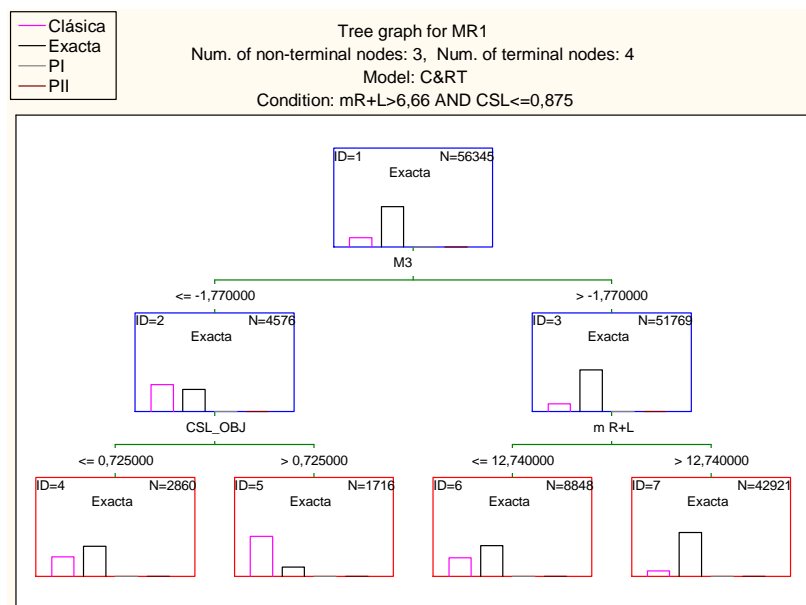 Clásica
Exacta
PI
PII
Tree graph for MR1
Num. of non-terminal nodes: 3, Num. of terminal nodes: 4
Model: C&RT
Condition: mR+L>6,66 AND CSL<=0,875
ID=1 N=56345
Exacta
M3
<= -1,770000 > -1,770000
ID=2 N=4576 ID=3 N=51769
Exacta Exacta
CSL_OBJ m R+L
<= 0,725000 > 0,725000 <= 12,740000 > 12,740000
ID=4 N=2860 ID=5 N=1716 ID=6 N=8848 ID=7 N=42921
Exacta Exacta Exacta Exacta